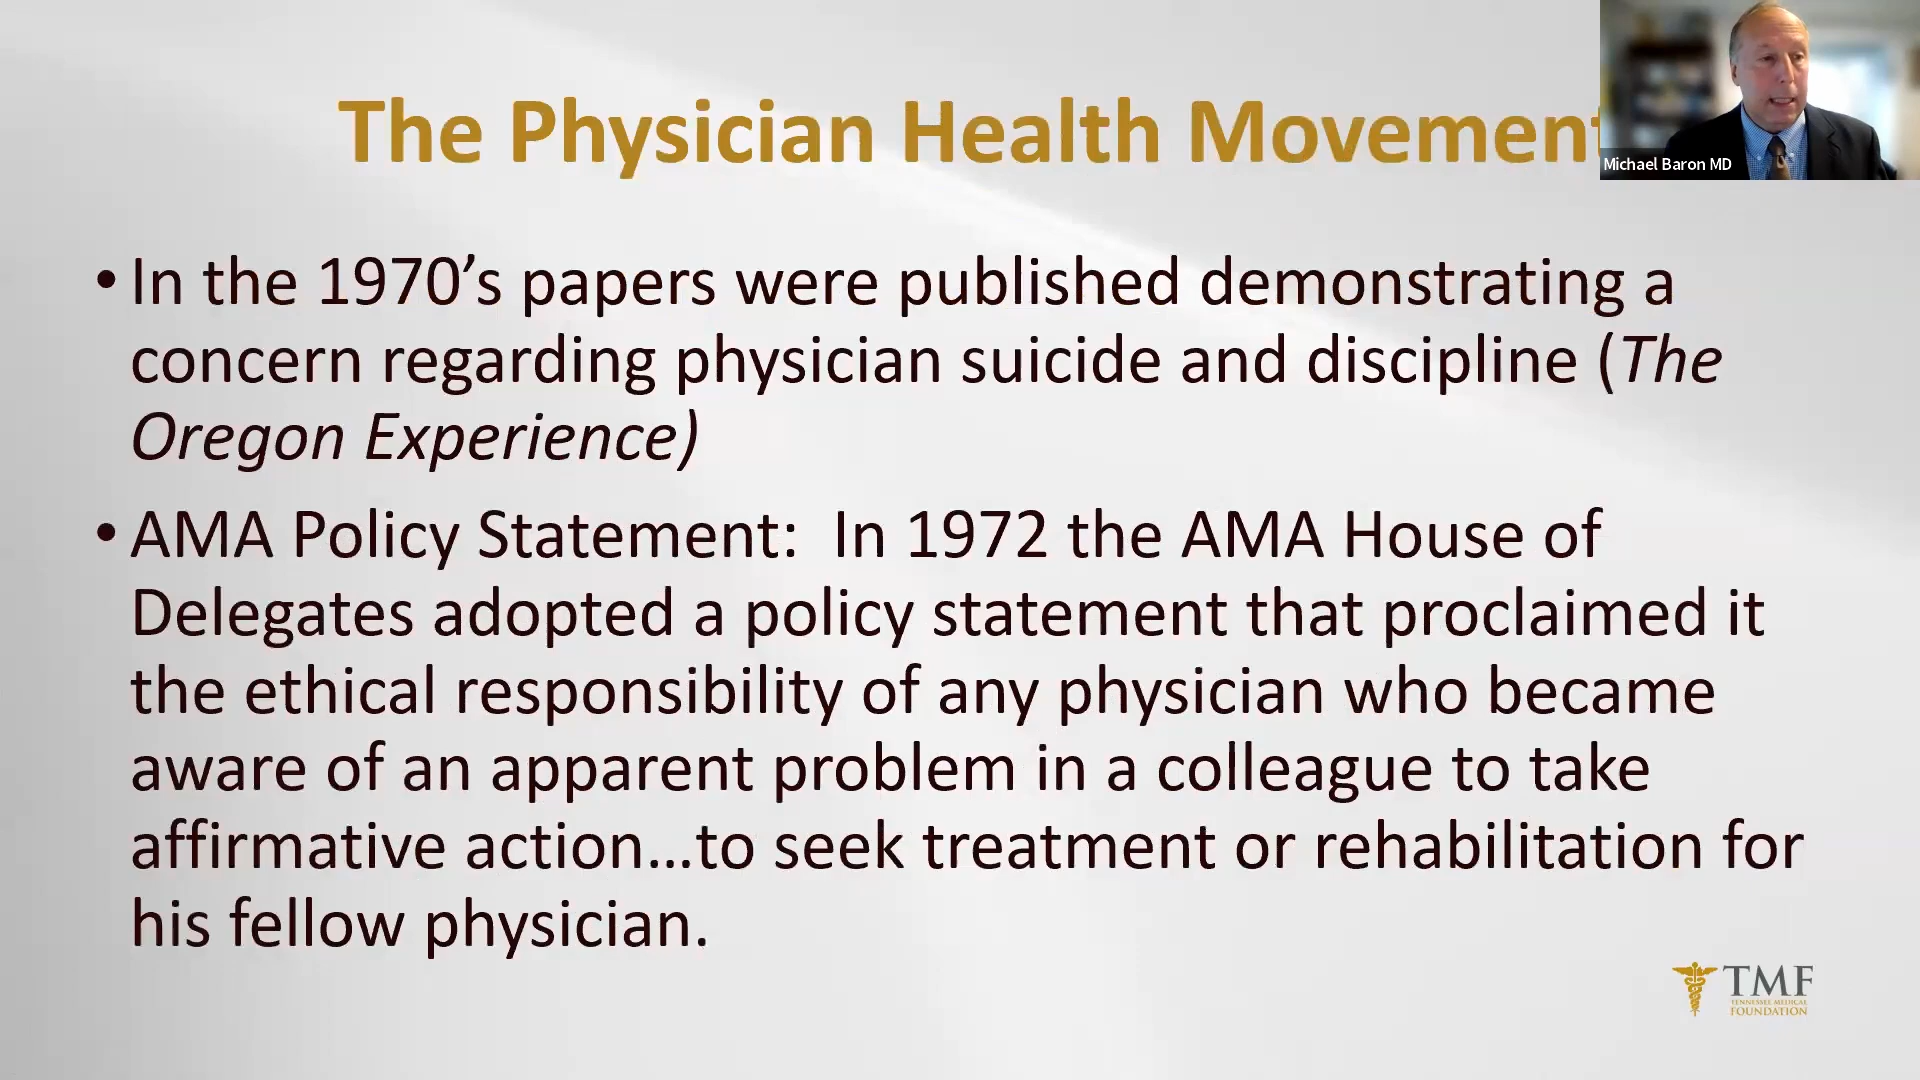 The Physician Health Movement
Michael Baron MD
• In the 1970’s papers were published demonstrating a
concern regarding physician suicide and discipline (The
Oregon Experience)
• AMA Policy Statement:  In 1972 the AMA House of
Delegates adopted a policy statement that proclaimed it
the ethical responsibility of any physician who became
aware of an apparent problem in a colleague to take
affirmative action…to seek treatment or rehabilitation for
his fellow physician.
TMF
TENNESSEE MEDICAL
FOUNDATION